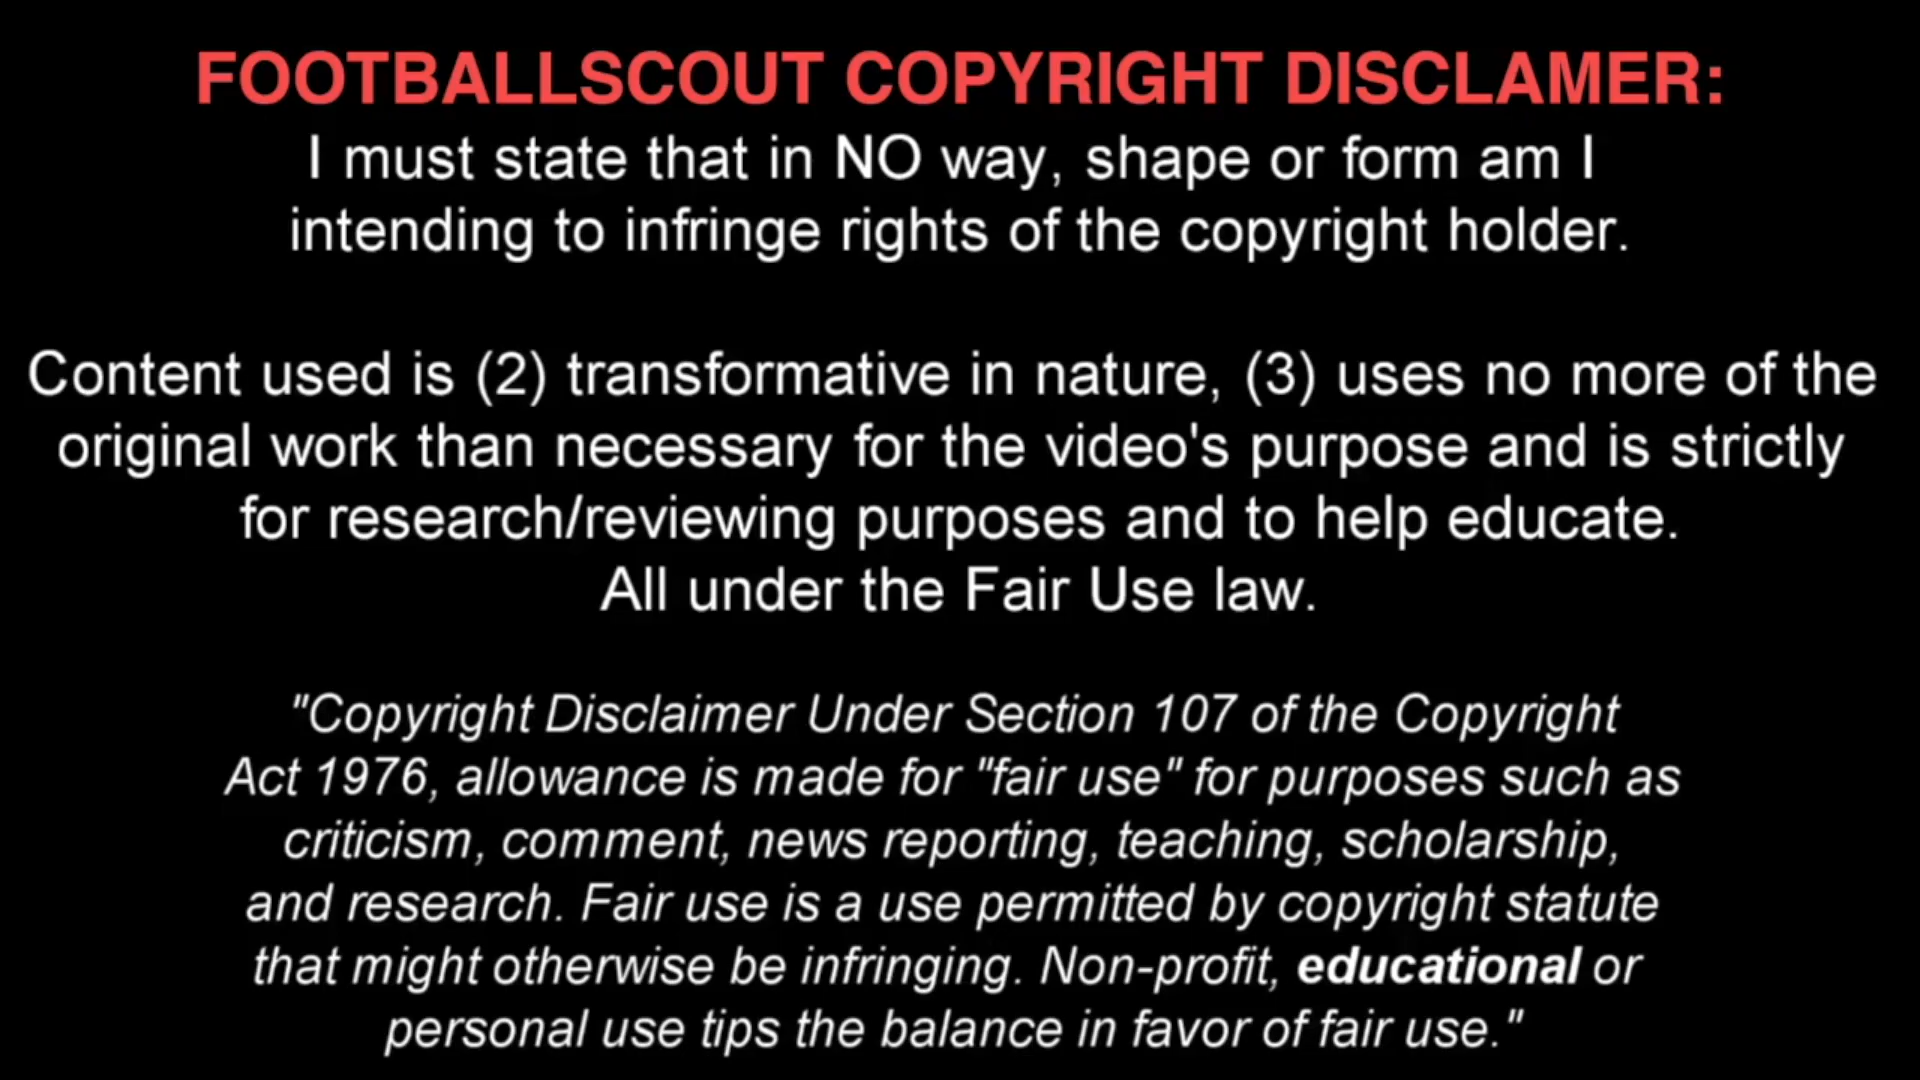 FOOTBALLSCOUT COPYRIGHT DISCLAMER:
I must state that in NO way, shape or form am I
intending to infringe rights of the copyright holder.
Content used is (2) transformative in nature, (3) uses no more of the
original work than necessary for the video's purpose and is strictly
for research/reviewing purposes and to help educate.
All under the Fair Use law.
"Copyright Disclaimer Under Section 107 of the Copyright
Act 1976, allowance is made for "fair use" for purposes such as
criticism, comment, news reporting, teaching, scholarship,
and research. Fair use is a use permitted by copyright statute
that might otherwise be infringing. Non-profit, educational or
personal use tips the balance in favor of fair use."